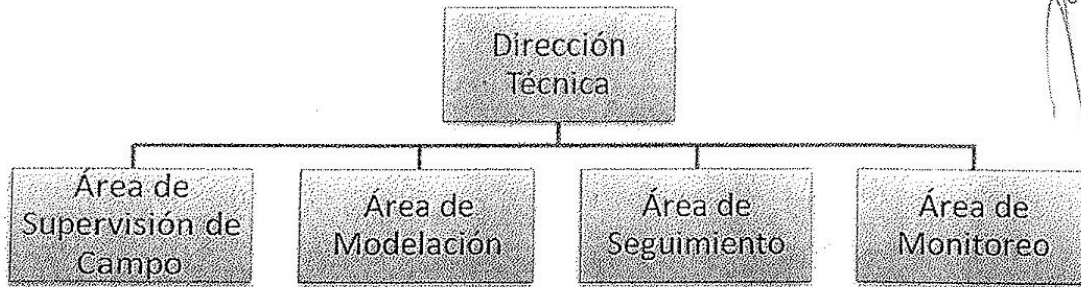 Dirección
Técnica
Área de
Supervisión de
Campo
Área de
Modelación
Área de
Seguimiento
Área de
Monitoreo